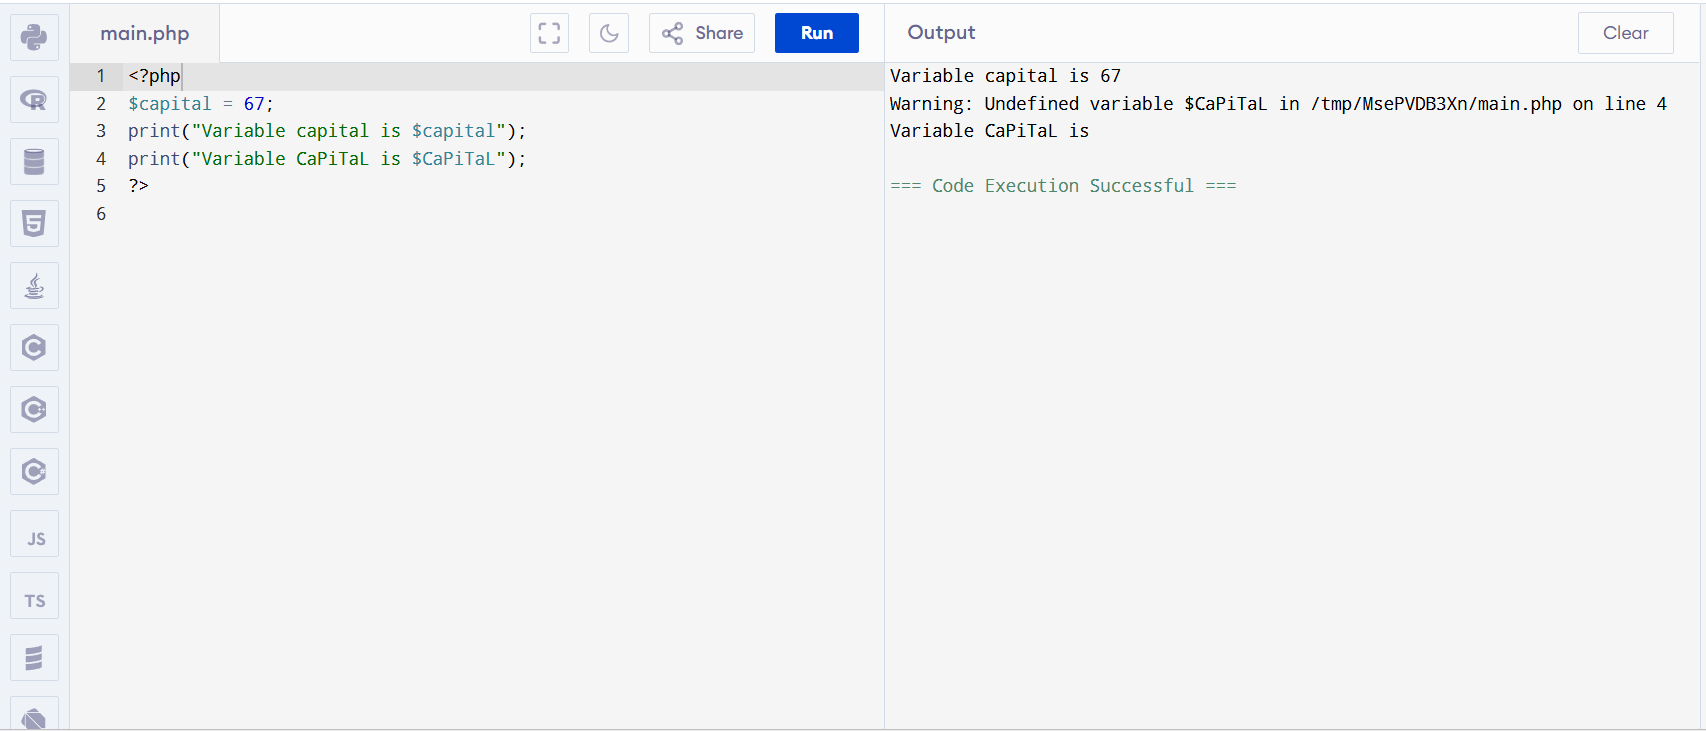 main.php
Share
Run
Output
Clear
1 <?php
2 $capital = 67;
3 print("Variable capital is $capital");
4 print("Variable CaPiTaL is $CaPiTaL");
5 ?>
6
Variable capital is 67
Warning: Undefined variable $CaPiTaL in /tmp/MsePVDB3Xn/main.php on line 4
Variable CaPiTaL is
=== Code Execution Successful ===
R
5
C
C
C
JS
TS